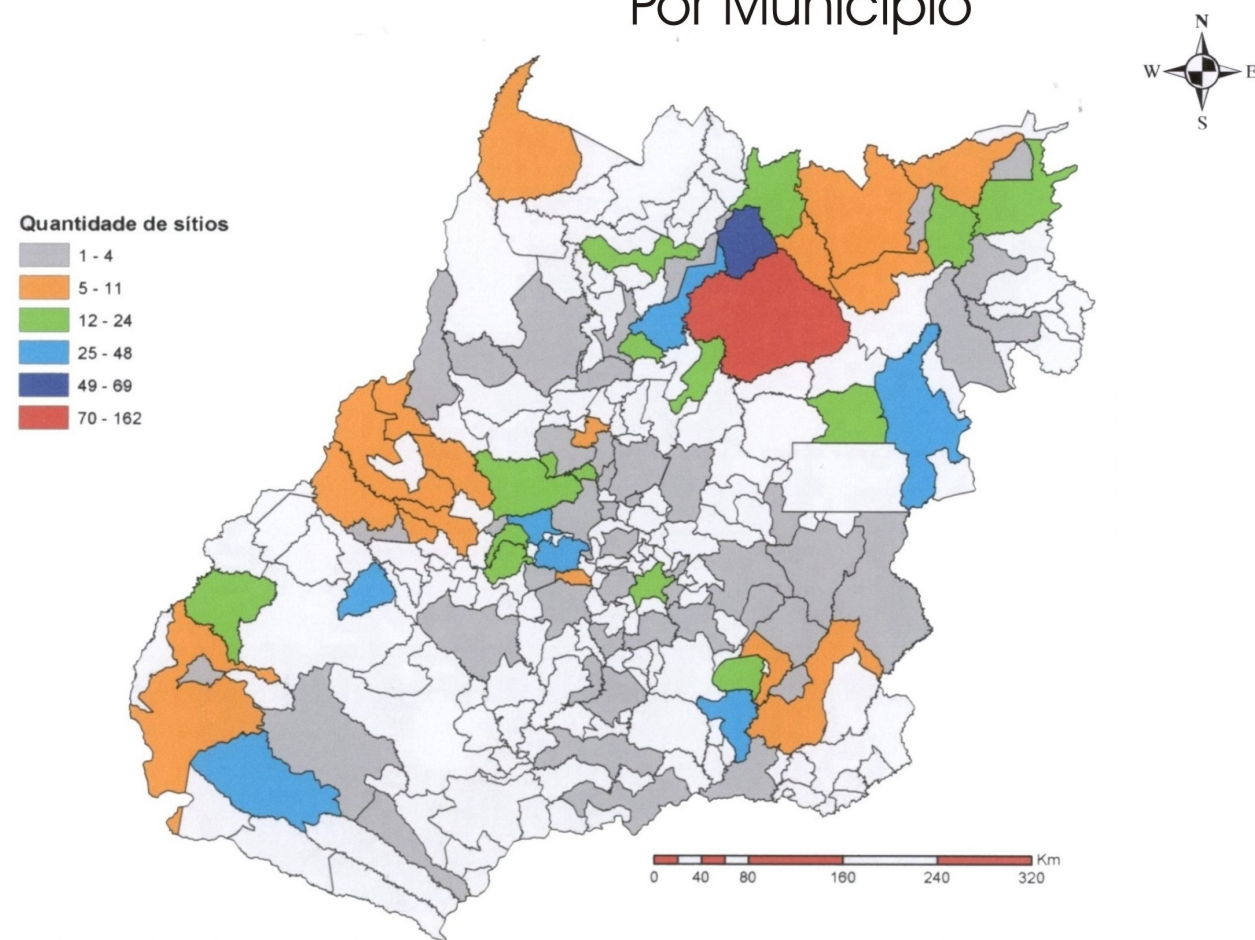 Por Município
N
W E
S
Quantidade de sítios
1 - 4
5 - 11
12 - 24
25 - 48
49 - 69
70 - 162
Km
0 40 80 160 240 320